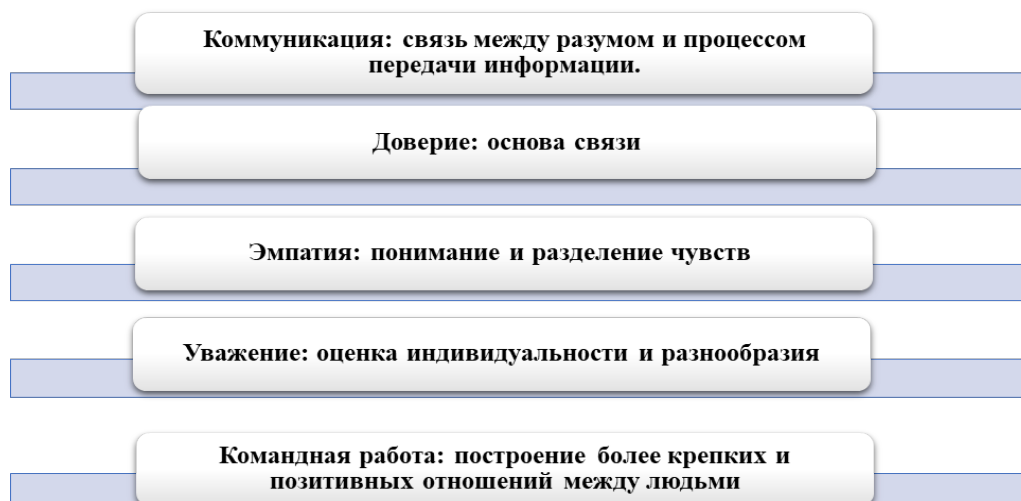 Коммуникация: связь между разумом и процессом
передачи информации.
Доверие: основа связи
Эмпатия: понимание и разделение чувств
Уважение: оценка индивидуальности и разнообразия
Командная работа: построение более крепких и
позитивных отношений между людьми